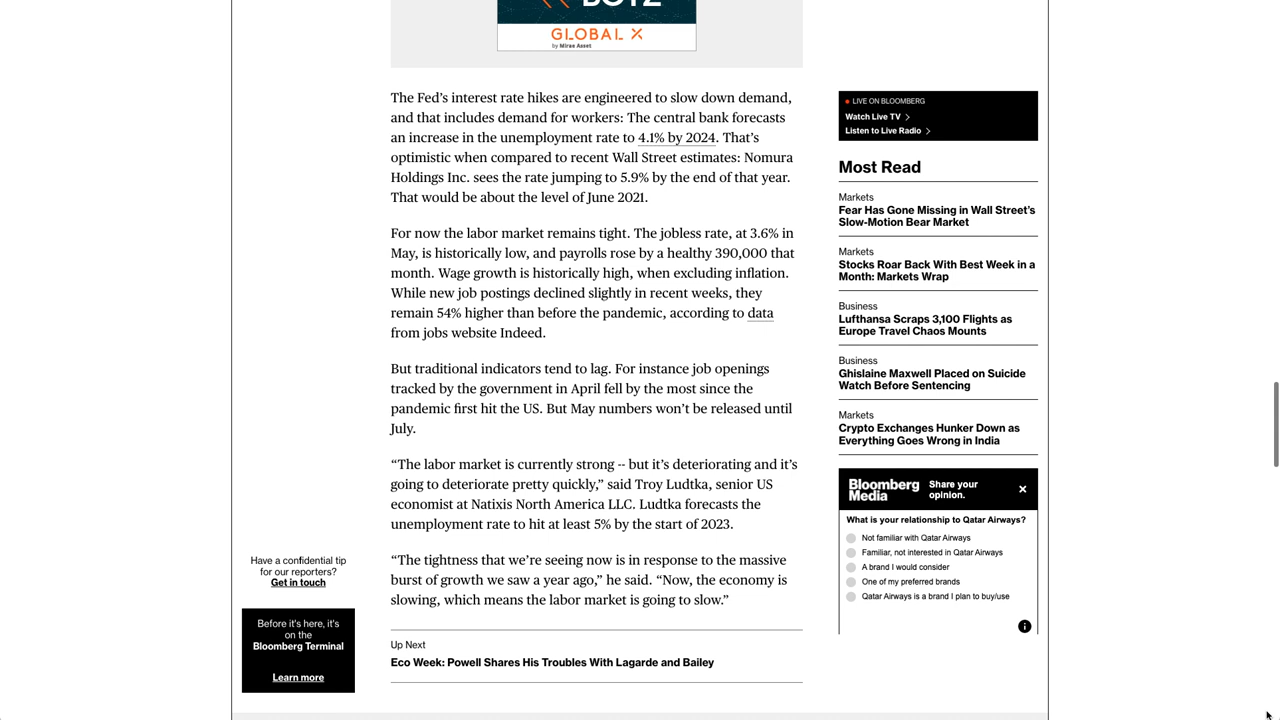 GLOBAL X
by Mirae Asset
The Fed’s interest rate hikes are engineered to slow down demand,
and that includes demand for workers: The central bank forecasts
an increase in the unemployment rate to 4.1% by 2024. That’s
optimistic when compared to recent Wall Street estimates: Nomura
Holdings Inc. sees the rate jumping to 5.9% by the end of that year.
That would be about the level of June 2021.
For now the labor market remains tight. The jobless rate, at 3.6% in
May, is historically low, and payrolls rose by a healthy 390,000 that
month. Wage growth is historically high, when excluding inflation.
While new job postings declined slightly in recent weeks, they
remain 54% higher than before the pandemic, according to data
from jobs website Indeed.
But traditional indicators tend to lag. For instance job openings
tracked by the government in April fell by the most since the
pandemic first hit the US. But May numbers won’t be released until
July.
“The labor market is currently strong -- but it’s deteriorating and it’s
going to deteriorate pretty quickly,” said Troy Ludtka, senior US
economist at Natixis North America LLC. Ludtka forecasts the
unemployment rate to hit at least 5% by the start of 2023.
“The tightness that we’re seeing now is in response to the massive
burst of growth we saw a year ago,” he said. “Now, the economy is
slowing, which means the labor market is going to slow.”
Up Next
Eco Week: Powell Shares His Troubles With Lagarde and Bailey
Have a confidential tip
for our reporters?
Get in touch
Before it's here, it's
on the
Bloomberg Terminal
Learn more
LIVE ON BLOOMBERG
Watch Live TV
Listen to Live Radio
Most Read
Markets
Fear Has Gone Missing in Wall Street’s
Slow-Motion Bear Market
Markets
Stocks Roar Back With Best Week in a
Month: Markets Wrap
Business
Lufthansa Scraps 3,100 Flights as
Europe Travel Chaos Mounts
Business
Ghislaine Maxwell Placed on Suicide
Watch Before Sentencing
Markets
Crypto Exchanges Hunker Down as
Everything Goes Wrong in India
Bloomberg
Media
Share your
opinion.
What is your relationship to Qatar Airways?
Not familiar with Qatar Airways
Familiar, not interested in Qatar Airways
A brand I would consider
One of my preferred brands
Qatar Airways is a brand I plan to buy/use